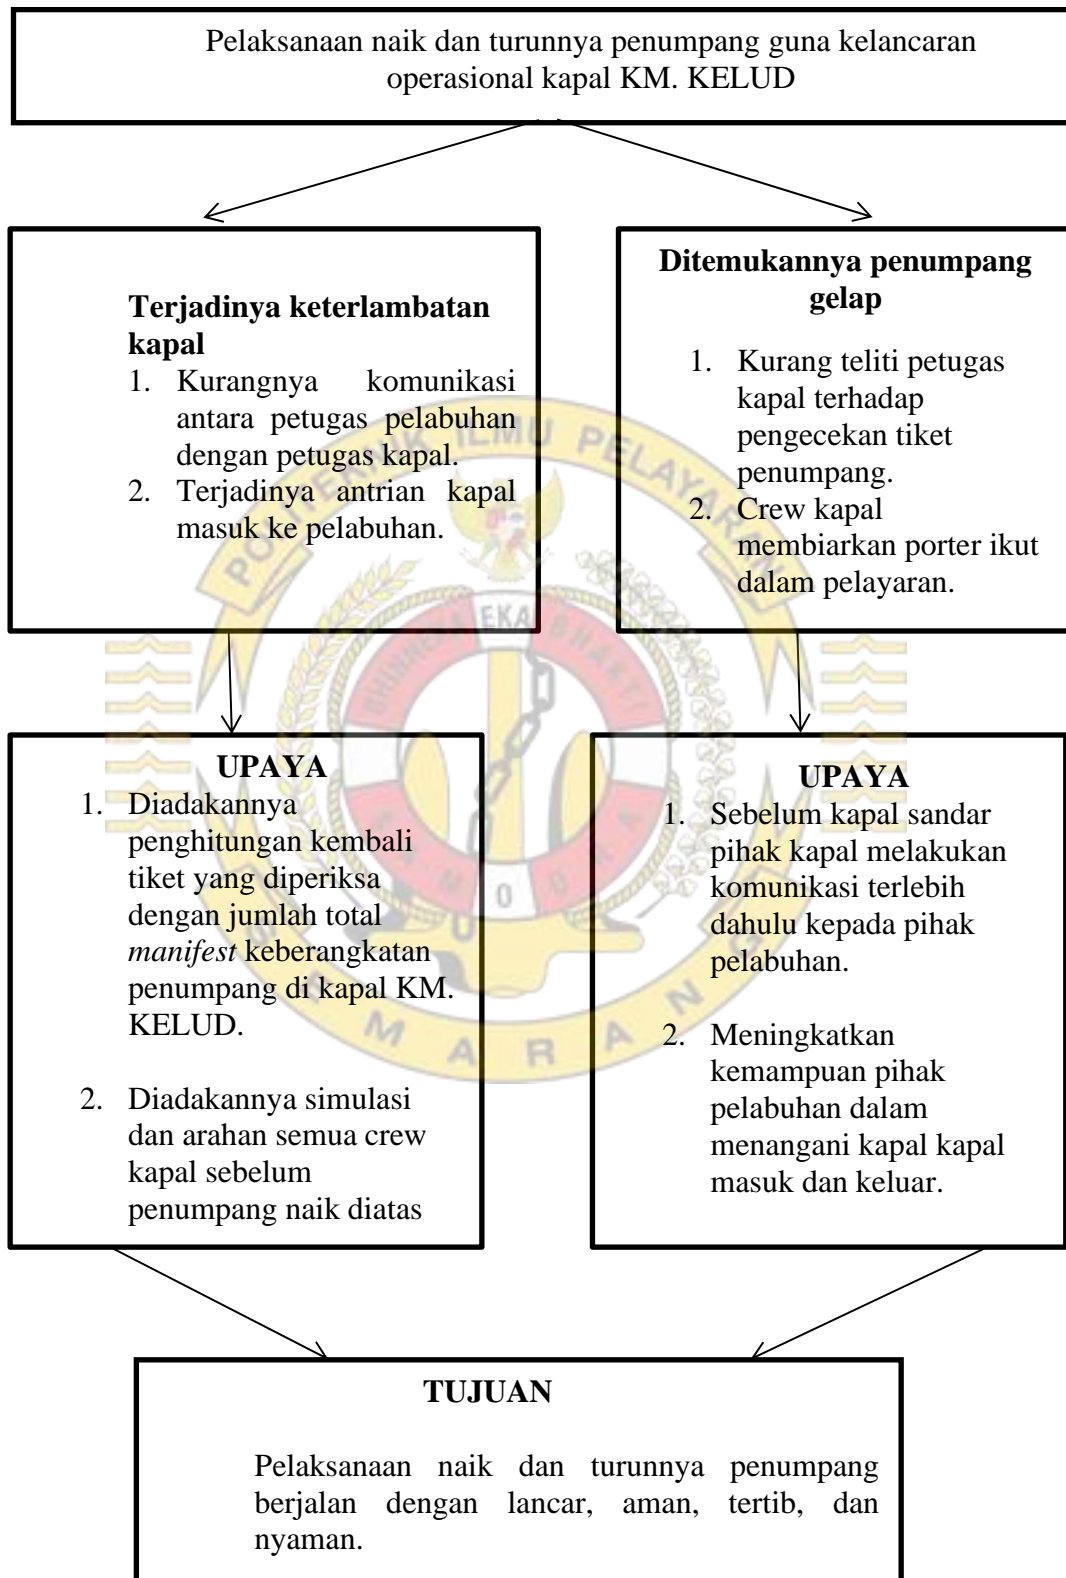 Pelaksanaan naik dan turunnya penumpang guna kelancaran
operasional kapal KM. KELUD
Terjadinya keterlambatan
kapal
1. Kurangnya komunikasi
antara petugas pelabuhan
dengan petugas kapal.
2. Terjadinya antrian kapal
masuk ke pelabuhan.
Ditemukannya penumpang
gelap
1. Kurang teliti petugas
kapal terhadap
pengecekan tiket
penumpang.
2. Crew kapal
membiarkan porter ikut
dalam pelayaran.
UPAYA
1. Diadakannya
penghitungan kembali
tiket yang diperiksa
dengan jumlah total
manifest keberangkatan
penumpang di kapal KM.
KELUD.
2. Diadakannya simulasi
dan arahan semua crew
kapal sebelum
penumpang naik diatas
UPAYA
1. Sebelum kapal sandar
pihak kapal melakukan
komunikasi terlebih
dahulu kepada pihak
pelabuhan.
2. Meningkatkan
kemampuan pihak
pelabuhan dalam
menangani kapal kapal
masuk dan keluar.
TUJUAN
Pelaksanaan naik dan turunnya penumpang
berjalan dengan lancar, aman, tertib, dan
nyaman.
POLITEKNIK ILMU PELAYARAN
SEMARANG
EKA BHAKTI